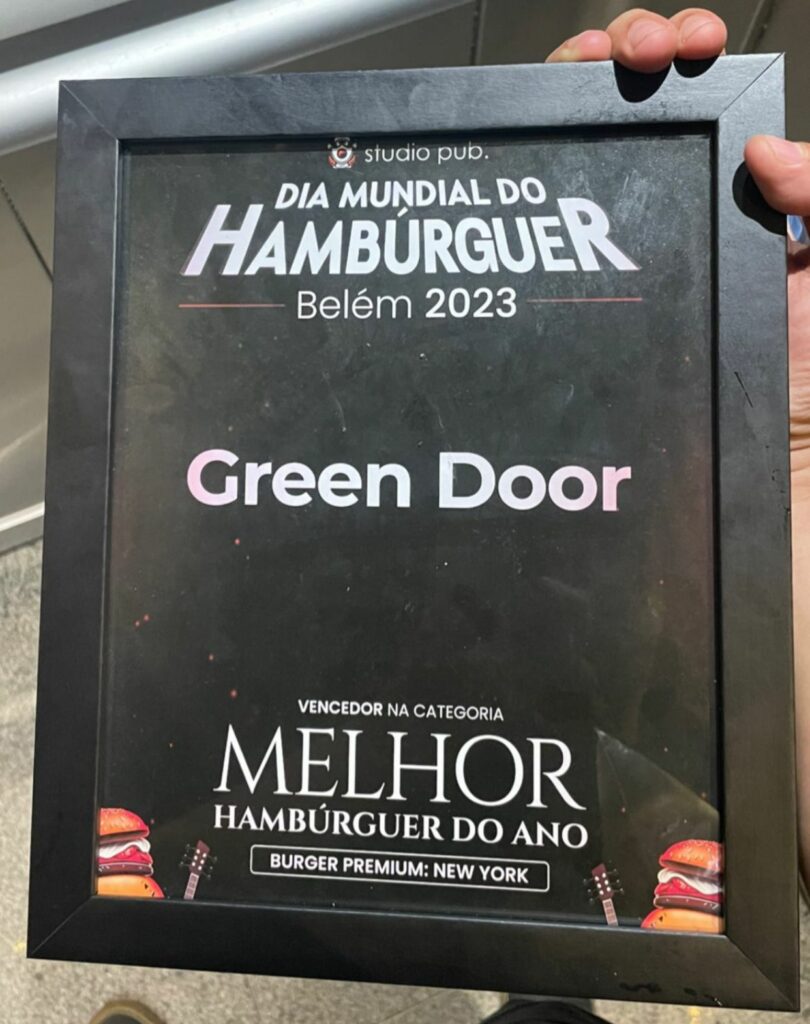 studio pub.
DIA MUNDIAL DO
HAMBÚRGUER
Belém 2023
Green Door
VENCEDOR NA CATEGORIA
MELHOR
HAMBÚRGUER DO ANO
BURGER PREMIUM: NEW YORK